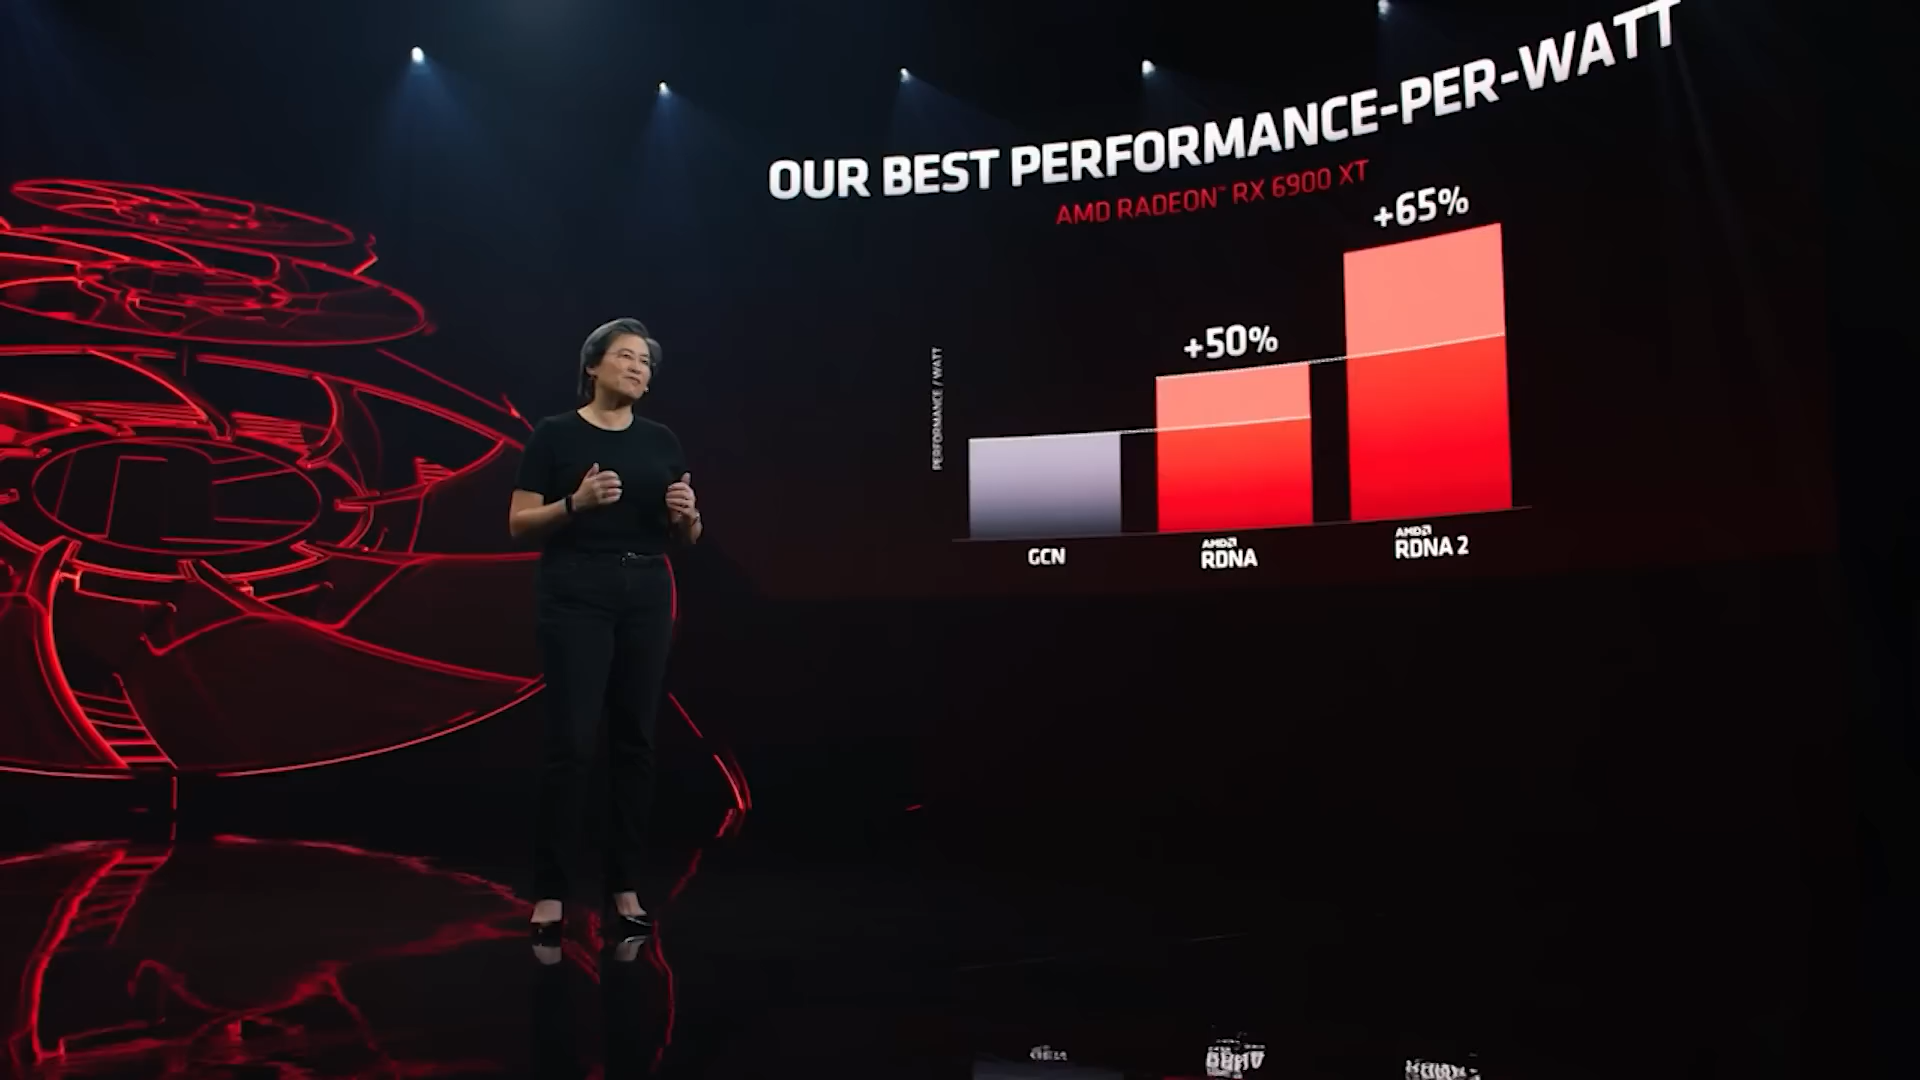 OUR BEST PERFORMANCE-PER-WATT
AMD RADEON™ RX 6900 XT
+65%
+50%
PERFORMANCE / WATT
GCN
AMD
RDNA
AMD
RDNA 2